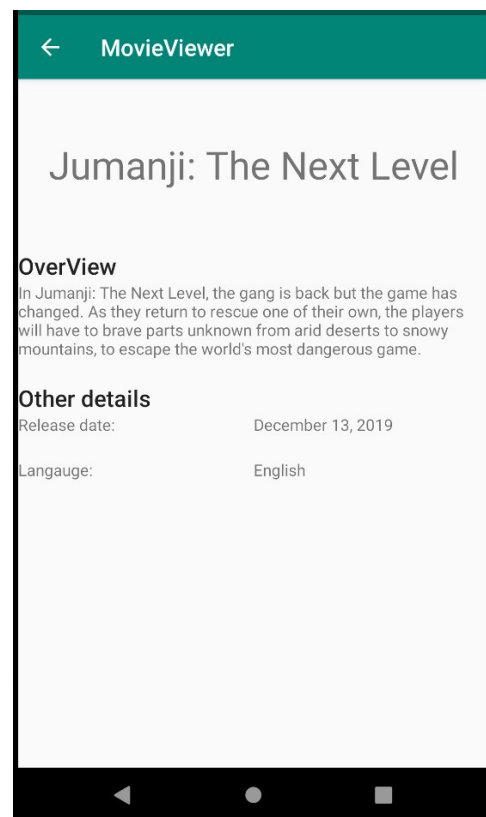 MovieViewer
Jumanji: The Next Level
OverView
In Jumanji: The Next Level, the gang is back but the game has
changed. As they return to rescue one of their own, the players
will have to brave parts unknown from arid deserts to snowy
mountains, to escape the world's most dangerous game.
Other details
Release date: December 13, 2019
Langauge: English